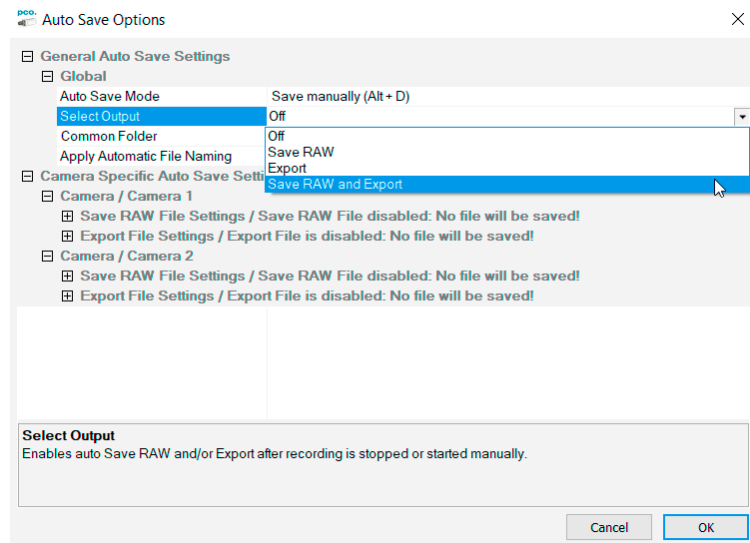 pco.
Auto Save Options
General Auto Save Settings
Global
Auto Save Mode Save manually (Alt + D)
Select Output Off
Common Folder Off
Save RAW
Apply Automatic File Naming
Export
Camera Specific Auto Save Setti
Save RAW and Export
Camera / Camera 1
Save RAW File Settings / Save RAW File disabled: No file will be saved!
Export File Settings / Export File is disabled: No file will be saved!
Camera / Camera 2
Save RAW File Settings / Save RAW File disabled: No file will be saved!
Export File Settings / Export File is disabled: No file will be saved!
Select Output
Enables auto Save RAW and/or Export after recording is stopped or started manually.
Cancel OK